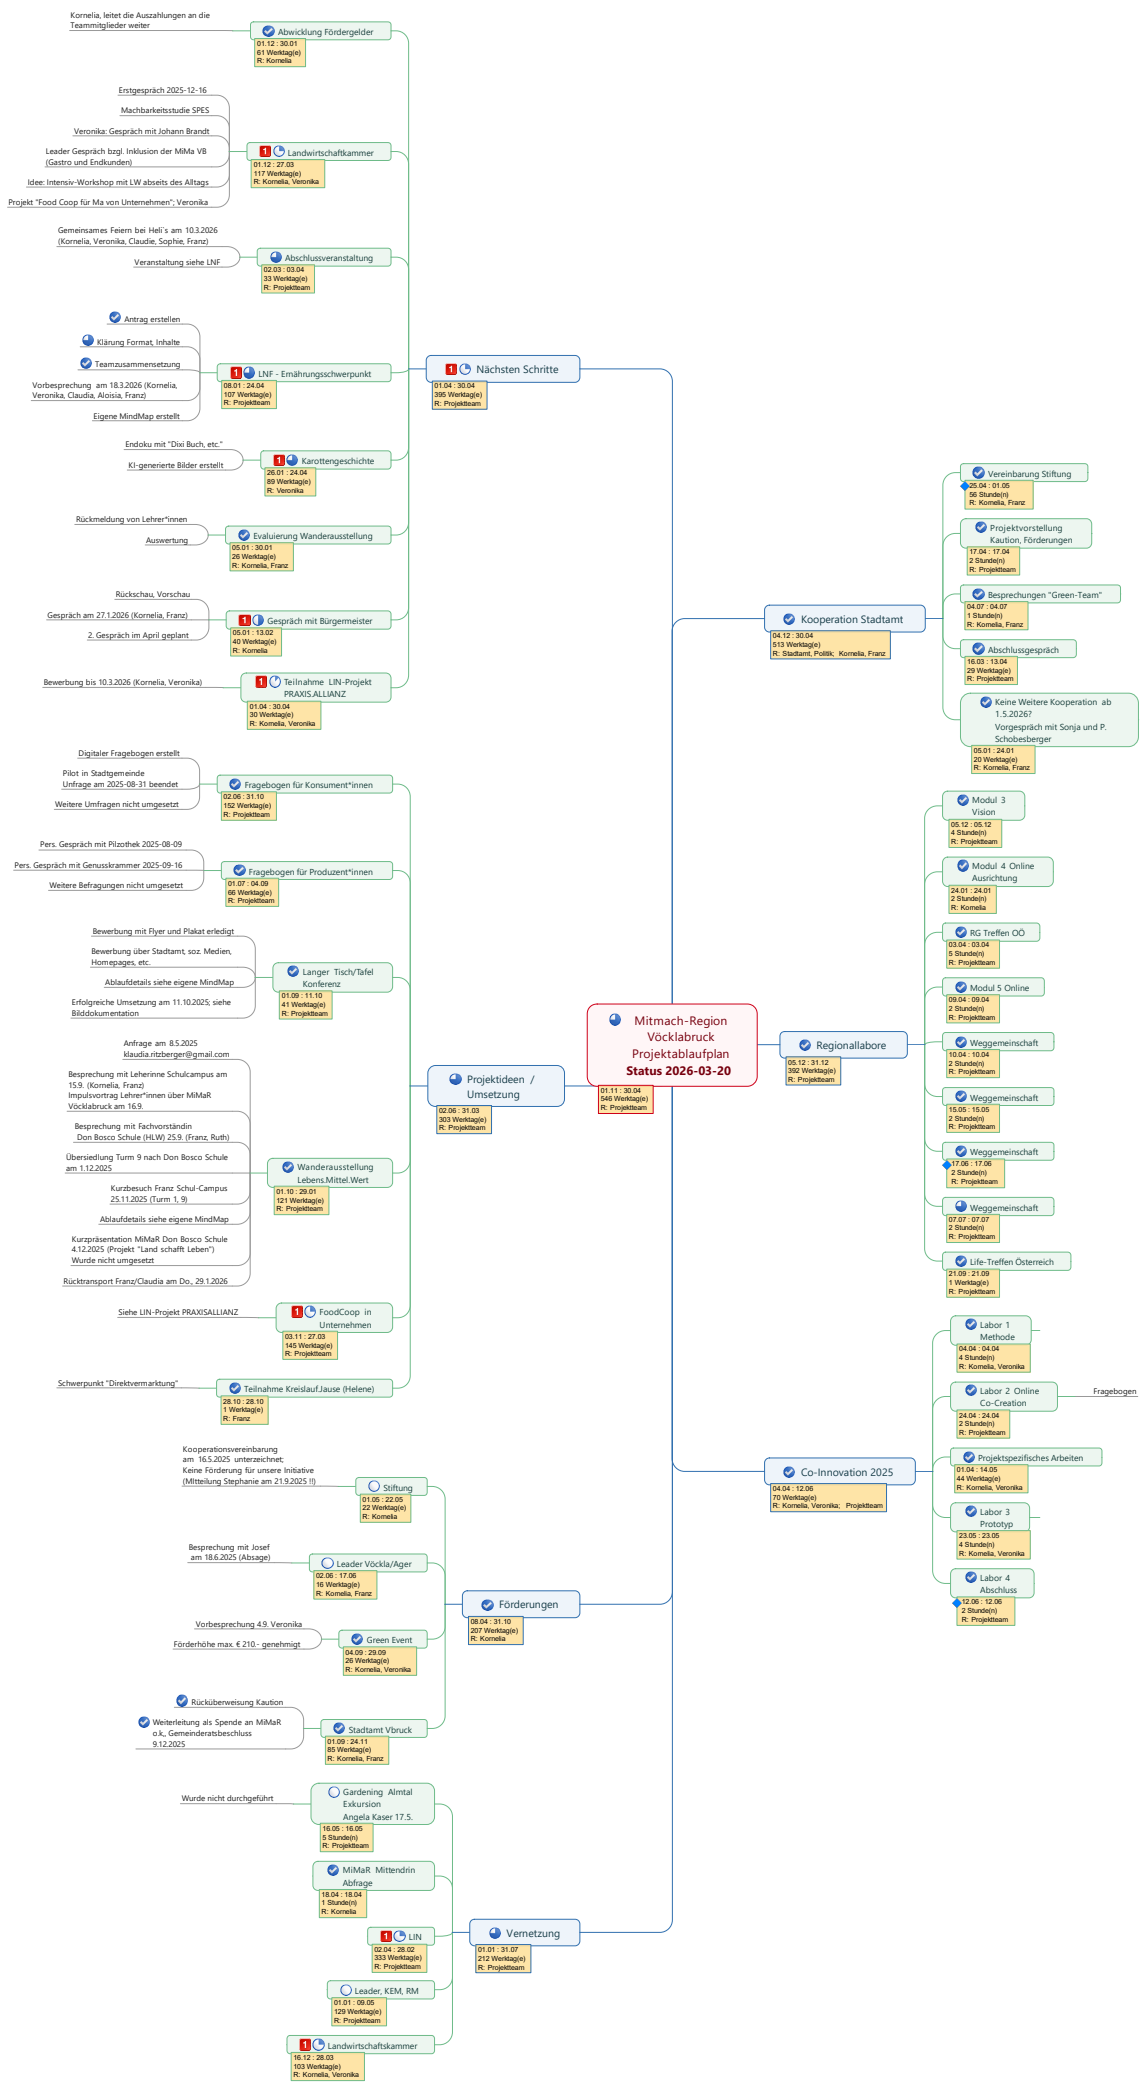 Mitmach-Region
Vöcklabruck
Projektablaufplan
Status 2026-03-20
01.11 : 30.04
546 Werktag(e)
R: Projektteam
Kooperation Stadtamt
04.12 : 30.04
513 Werktag(e)
R: Stadtamt, Politik; Kornelia, Franz
Vereinbarung Stiftung
25.04 : 01.05
56 Stunde(n)
R: Kornelia, Franz
Projektvorstellung
Kaution, Förderungen
17.04 : 17.04
2 Stunde(n)
R: Projektteam
Besprechungen "Green-Team"
04.07 : 04.07
1 Stunde(n)
R: Kornelia, Franz
Abschlussgespräch
16.03 : 13.04
29 Werktag(e)
R: Projektteam
Keine Weitere Kooperation ab
1.5.2026?
Vorgespräch mit Sonja und P.
Schobesberger
05.01 : 24.01
20 Werktag(e)
R: Kornelia, Franz
Regionallabore
05.12 : 31.12
392 Werktag(e)
R: Projektteam
Modul 3
Vision
05.12 : 05.12
4 Stunde(n)
R: Projektteam
Modul 4 Online
Ausrichtung
24.01 : 24.01
2 Stunde(n)
R: Kornelia
RG Treffen OÖ
03.04 : 03.04
5 Stunde(n)
R: Projektteam
Modul 5 Online
09.04 : 09.04
2 Stunde(n)
R: Projektteam
Weggemeinschaft
10.04 : 10.04
2 Stunde(n)
R: Projektteam
Weggemeinschaft
15.05 : 15.05
2 Stunde(n)
R: Projektteam
Weggemeinschaft
17.06 : 17.06
2 Stunde(n)
R: Projektteam
Weggemeinschaft
07.07 : 07.07
2 Stunde(n)
R: Projektteam
Life-Treffen Österreich
21.09 : 21.09
1 Werktag(e)
R: Projektteam
Co-Innovation 2025
04.04 : 12.06
70 Werktag(e)
R: Kornelia, Veronika; Projektteam
Labor 1
Methode
04.04 : 04.04
4 Stunde(n)
R: Kornelia, Veronika
Labor 2 Online
Co-Creation
24.04 : 24.04
2 Stunde(n)
R: Projektteam
Fragebogen
Projektspezifisches Arbeiten
01.04 : 14.05
44 Werktag(e)
R: Kornelia, Veronika
Labor 3
Prototyp
23.05 : 23.05
4 Stunde(n)
R: Kornelia, Veronika
Labor 4
Abschluss
12.06 : 12.06
2 Stunde(n)
R: Projektteam
1 Nächsten Schritte
01.04 : 30.04
395 Werktag(e)
R: Projektteam
Abwicklung Fördergelder
01.12 : 30.01
61 Werktag(e)
R: Kornelia
Kornelia, leitet die Auszahlungen an die
Teammitglieder weiter
1 Landwirtschaftkammer
01.12 : 27.03
117 Werktag(e)
R: Kornelia, Veronika
Erstgespräch 2025-12-16
Machbarkeitsstudie SPES
Veronika: Gespräch mit Johann Brandt
Leader Gespräch bzgl. Inklusion der MiMa VB
(Gastro und Endkunden)
Idee: Intensiv-Workshop mit LW abseits des Alltags
Projekt "Food Coop für Ma von Unternehmen"; Veronika
Abschlussveranstaltung
02.03 : 03.04
33 Werktag(e)
R: Projektteam
Gemeinsames Feiern bei Heli´s am 10.3.2026
(Kornelia, Veronika, Claudie, Sophie, Franz)
Veranstaltung siehe LNF
1 LNF - Ernährungsschwerpunkt
08.01 : 24.04
107 Werktag(e)
R: Projektteam
Antrag erstellen
Klärung Format, Inhalte
Teamzusammensetzung
Vorbesprechung am 18.3.2026 (Kornelia,
Veronika, Claudia, Aloisia, Franz)
Eigene MindMap erstellt
1 Karottengeschichte
26.01 : 24.04
89 Werktag(e)
R: Veronika
Endoku mit "Dixi Buch, etc."
KI-generierte Bilder erstellt
Evaluierung Wanderausstellung
05.01 : 30.01
26 Werktag(e)
R: Kornelia, Franz
Rückmeldung von Lehrer*innen
Auswertung
1 Gespräch mit Bürgermeister
05.01 : 13.02
40 Werktag(e)
R: Kornelia
Rückschau, Vorschau
Gespräch am 27.1.2026 (Kornelia, Franz)
2. Gespräch im April geplant
1 Teilnahme LIN-Projekt
PRAXIS.ALLIANZ
01.04 : 30.04
30 Werktag(e)
R: Kornelia, Veronika
Bewerbung bis 10.3.2026 (Kornelia, Veronika)
Projektideen /
Umsetzung
02.06 : 31.03
303 Werktag(e)
R: Projektteam
Fragebogen für Konsument*innen
02.06 : 31.10
152 Werktag(e)
R: Projektteam
Digitaler Fragebogen erstellt
Pilot in Stadtgemeinde
Unfrage am 2025-08-31 beendet
Weitere Umfragen nicht umgesetzt
Fragebogen für Produzent*innen
01.07 : 04.09
66 Werktag(e)
R: Projektteam
Pers. Gespräch mit Pilzothek 2025-08-09
Pers. Gespräch mit Genusskrammer 2025-09-16
Weitere Befragungen nicht umgesetzt
Langer Tisch/Tafel
Konferenz
01.09 : 11.10
41 Werktag(e)
R: Projektteam
Bewerbung mit Flyer und Plakat erledigt
Bewerbung über Stadtamt, soz. Medien,
Homepages, etc.
Ablaufdetails siehe eigene MindMap
Erfolgreiche Umsetzung am 11.10.2025; siehe
Bilddokumentation
Wanderausstellung
Lebens.Mittel.Wert
01.10 : 29.01
121 Werktag(e)
R: Projektteam
Anfrage am 8.5.2025
klaudia.ritzberger@gmail.com
Besprechung mit Leherinne Schulcampus am
15.9. (Kornelia, Franz)
Impulsvortrag Lehrer*innen über MiMaR
Vöcklabruck am 16.9.
Besprechung mit Fachvorständin
Don Bosco Schule (HLW) 25.9. (Franz, Ruth)
Übersiedlung Turm 9 nach Don Bosco Schule
am 1.12.2025
Kurzbesuch Franz Schul-Campus
25.11.2025 (Turm 1, 9)
Ablaufdetails siehe eigene MindMap
Kurzpräsentation MiMaR Don Bosco Schule
4.12.2025 (Projekt "Land schafft Leben")
Wurde nicht umgesetzt
Rücktransport Franz/Claudia am Do., 29.1.2026
1 FoodCoop in
Unternehmen
03.11 : 27.03
145 Werktag(e)
R: Projektteam
Siehe LIN-Projekt PRAXISALLIANZ
Teilnahme Kreislauf.Jause (Helene)
28.10 : 28.10
1 Werktag(e)
R: Franz
Schwerpunkt "Direktvermarktung"
Förderungen
08.04 : 31.10
207 Werktag(e)
R: Kornelia
Stiftung
01.05 : 22.05
22 Werktag(e)
R: Kornelia
Kooperationsvereinbarung
am 16.5.2025 unterzeichnet;
Keine Förderung für unsere Initiative
(MItteilung Stephanie am 21.9.2025 !!)
Leader Vöckla/Ager
02.06 : 17.06
16 Werktag(e)
R: Kornelia, Franz
Besprechung mit Josef
am 18.6.2025 (Absage)
Green Event
04.09 : 29.09
26 Werktag(e)
R: Kornelia, Veronika
Vorbesprechung 4.9. Veronika
Förderhöhe max. € 210.- genehmigt
Stadtamt Vbruck
01.09 : 24.11
85 Werktag(e)
R: Kornelia, Franz
Rücküberweisung Kaution
Weiterleitung als Spende an MiMaR
o.k,, Gemeinderatsbeschluss
9.12.2025
Vernetzung
01.01 : 31.07
212 Werktag(e)
R: Projektteam
Gardening Almtal
Exkursion
Angela Kaser 17.5.
16.05 : 16.05
5 Stunde(n)
R: Projektteam
Wurde nicht durchgeführt
MiMaR Mittendrin
Abfrage
18.04 : 18.04
1 Stunde(n)
R: Kornelia
1 LIN
02.04 : 28.02
333 Werktag(e)
R: Projektteam
Leader, KEM, RM
01.01 : 09.05
129 Werktag(e)
R: Projektteam
1 Landwirtschaftskammer
16.12 : 28.03
103 Werktag(e)
R: Kornelia, Veronika